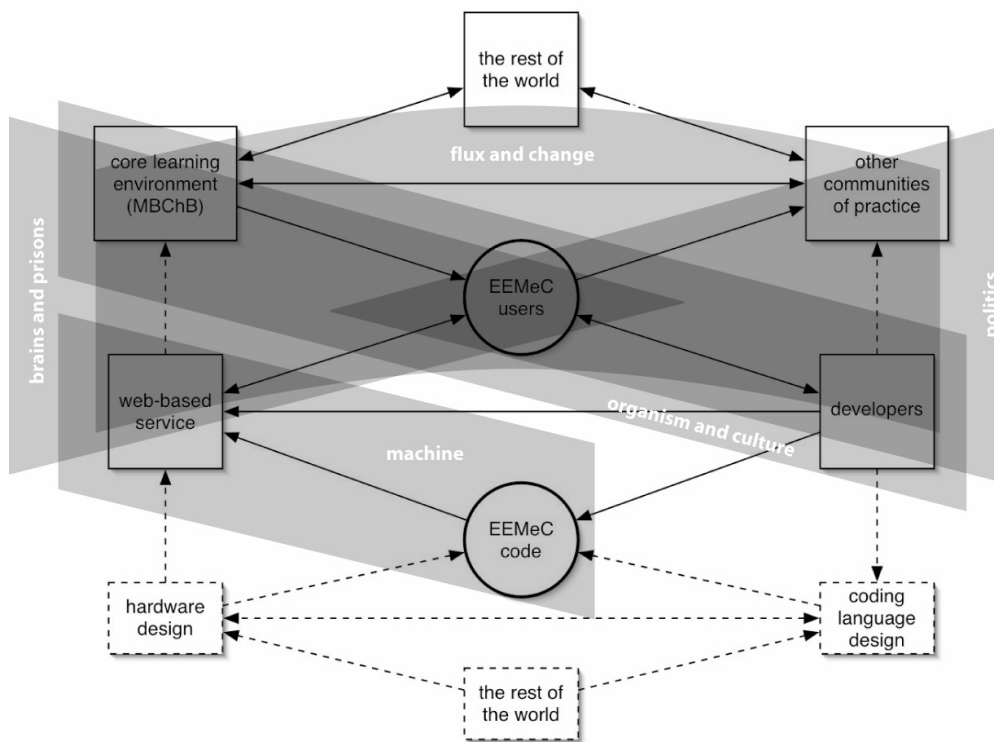 the rest of
the world
core learning
environment
(MBChB)
flux and change
other
communities
of practice
brains and prisons
EEMeC
users
politics
web-based
service
organism and culture
developers
machine
EEMeC
code
hardware
design
coding
language
design
the rest of
the world